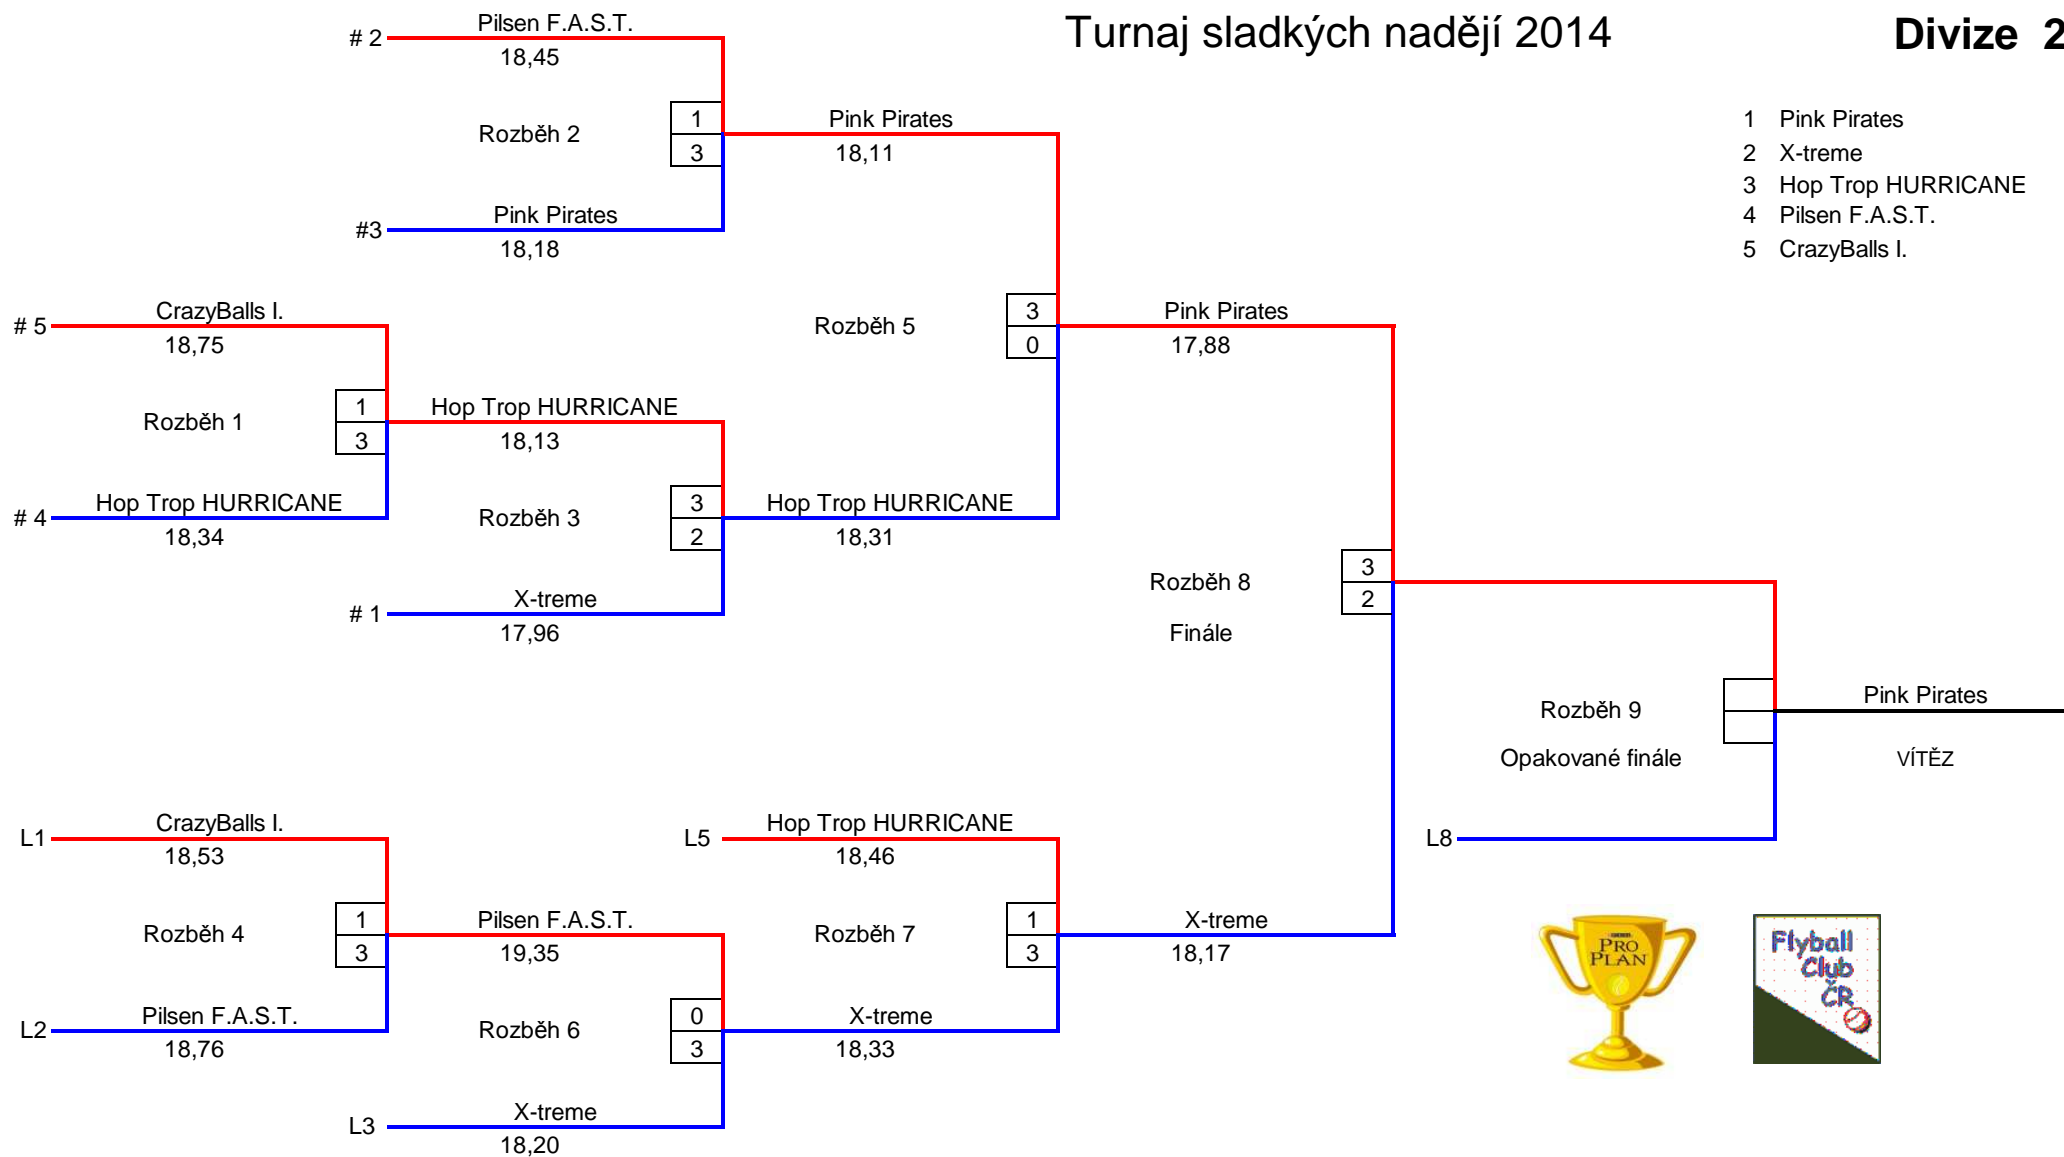 Turnaj sladkých nadějí 2014
Divize 2
# 2
Pilsen F.A.S.T.
18,45
Rozběh 2
1
3
Pink Pirates
18,11
#3
Pink Pirates
18,18
1 Pink Pirates
2 X-treme
3 Hop Trop HURRICANE
4 Pilsen F.A.S.T.
5 CrazyBalls I.
# 5
CrazyBalls I.
18,75
Rozběh 1
1
3
Hop Trop HURRICANE
18,13
# 4
Hop Trop HURRICANE
18,34
Rozběh 3
3
2
Hop Trop HURRICANE
18,31
# 1
X-treme
17,96
Rozběh 5
3
0
Pink Pirates
17,88
Rozběh 8
Finále
3
2
Rozběh 9
Opakované finále
Pink Pirates
VÍTĚZ
L8
L1
CrazyBalls I.
18,53
Rozběh 4
1
3
Pilsen F.A.S.T.
19,35
L2
Pilsen F.A.S.T.
18,76
Rozběh 6
0
3
X-treme
18,33
L3
X-treme
18,20
L5
Hop Trop HURRICANE
18,46
Rozběh 7
1
3
X-treme
18,17
PRO
PLAN
Flyball
Club
ČR